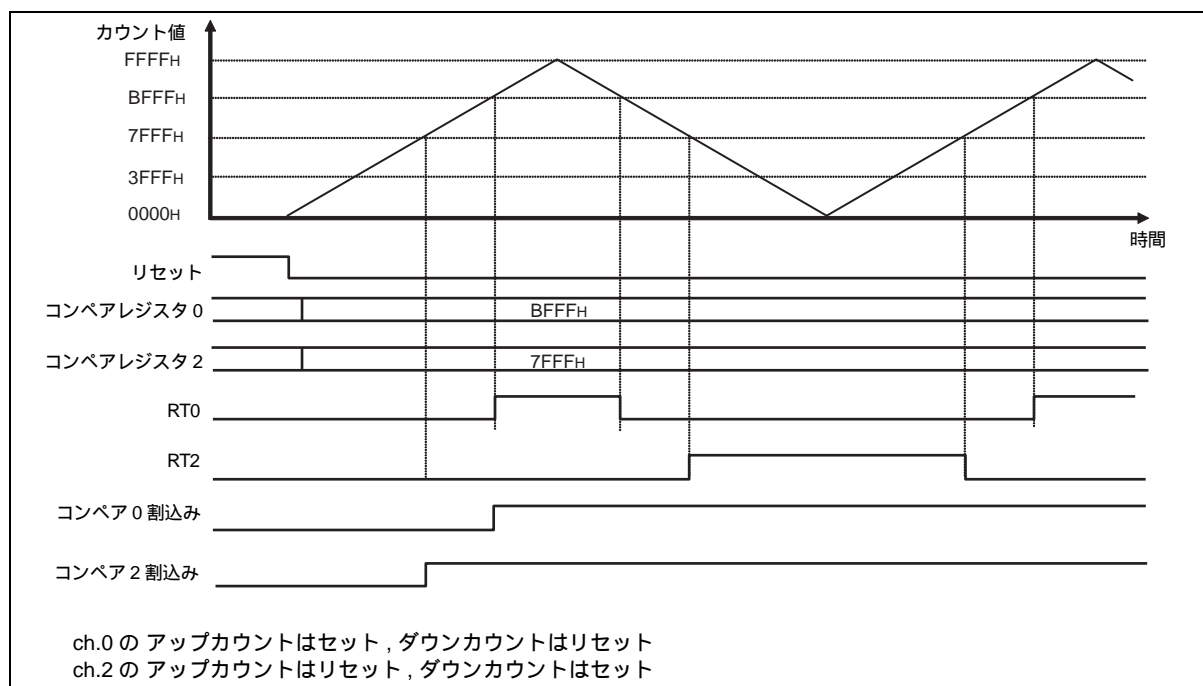 カウント値
FFFFH
BFFFH
7FFFH
3FFFH
0000H
時間
リセット
コンペアレジスタ 0
BFFFH
コンペアレジスタ 2
7FFFH
RT0
RT2
コンペア 0 割込み
コンペア 2 割込み
ch.0 の アップカウントはセット , ダウンカウントはリセット
ch.2 の アップカウントはリセット , ダウンカウントはセット